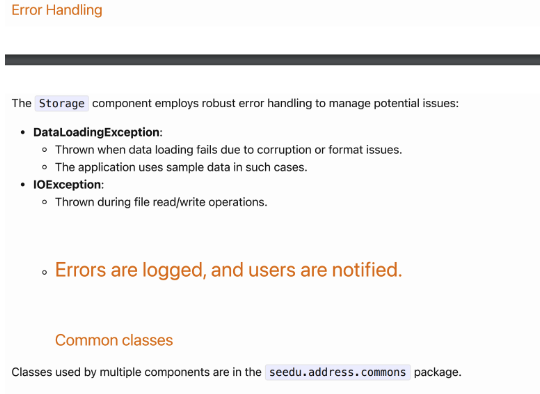 Error Handling
The Storage component employs robust error handling to manage potential issues:
• DataLoadingException:
◦ Thrown when data loading fails due to corruption or format issues.
◦ The application uses sample data in such cases.
• IOException:
◦ Thrown during file read/write operations.
◦ Errors are logged, and users are notified.
Common classes
Classes used by multiple components are in the seedu.address.commons package.